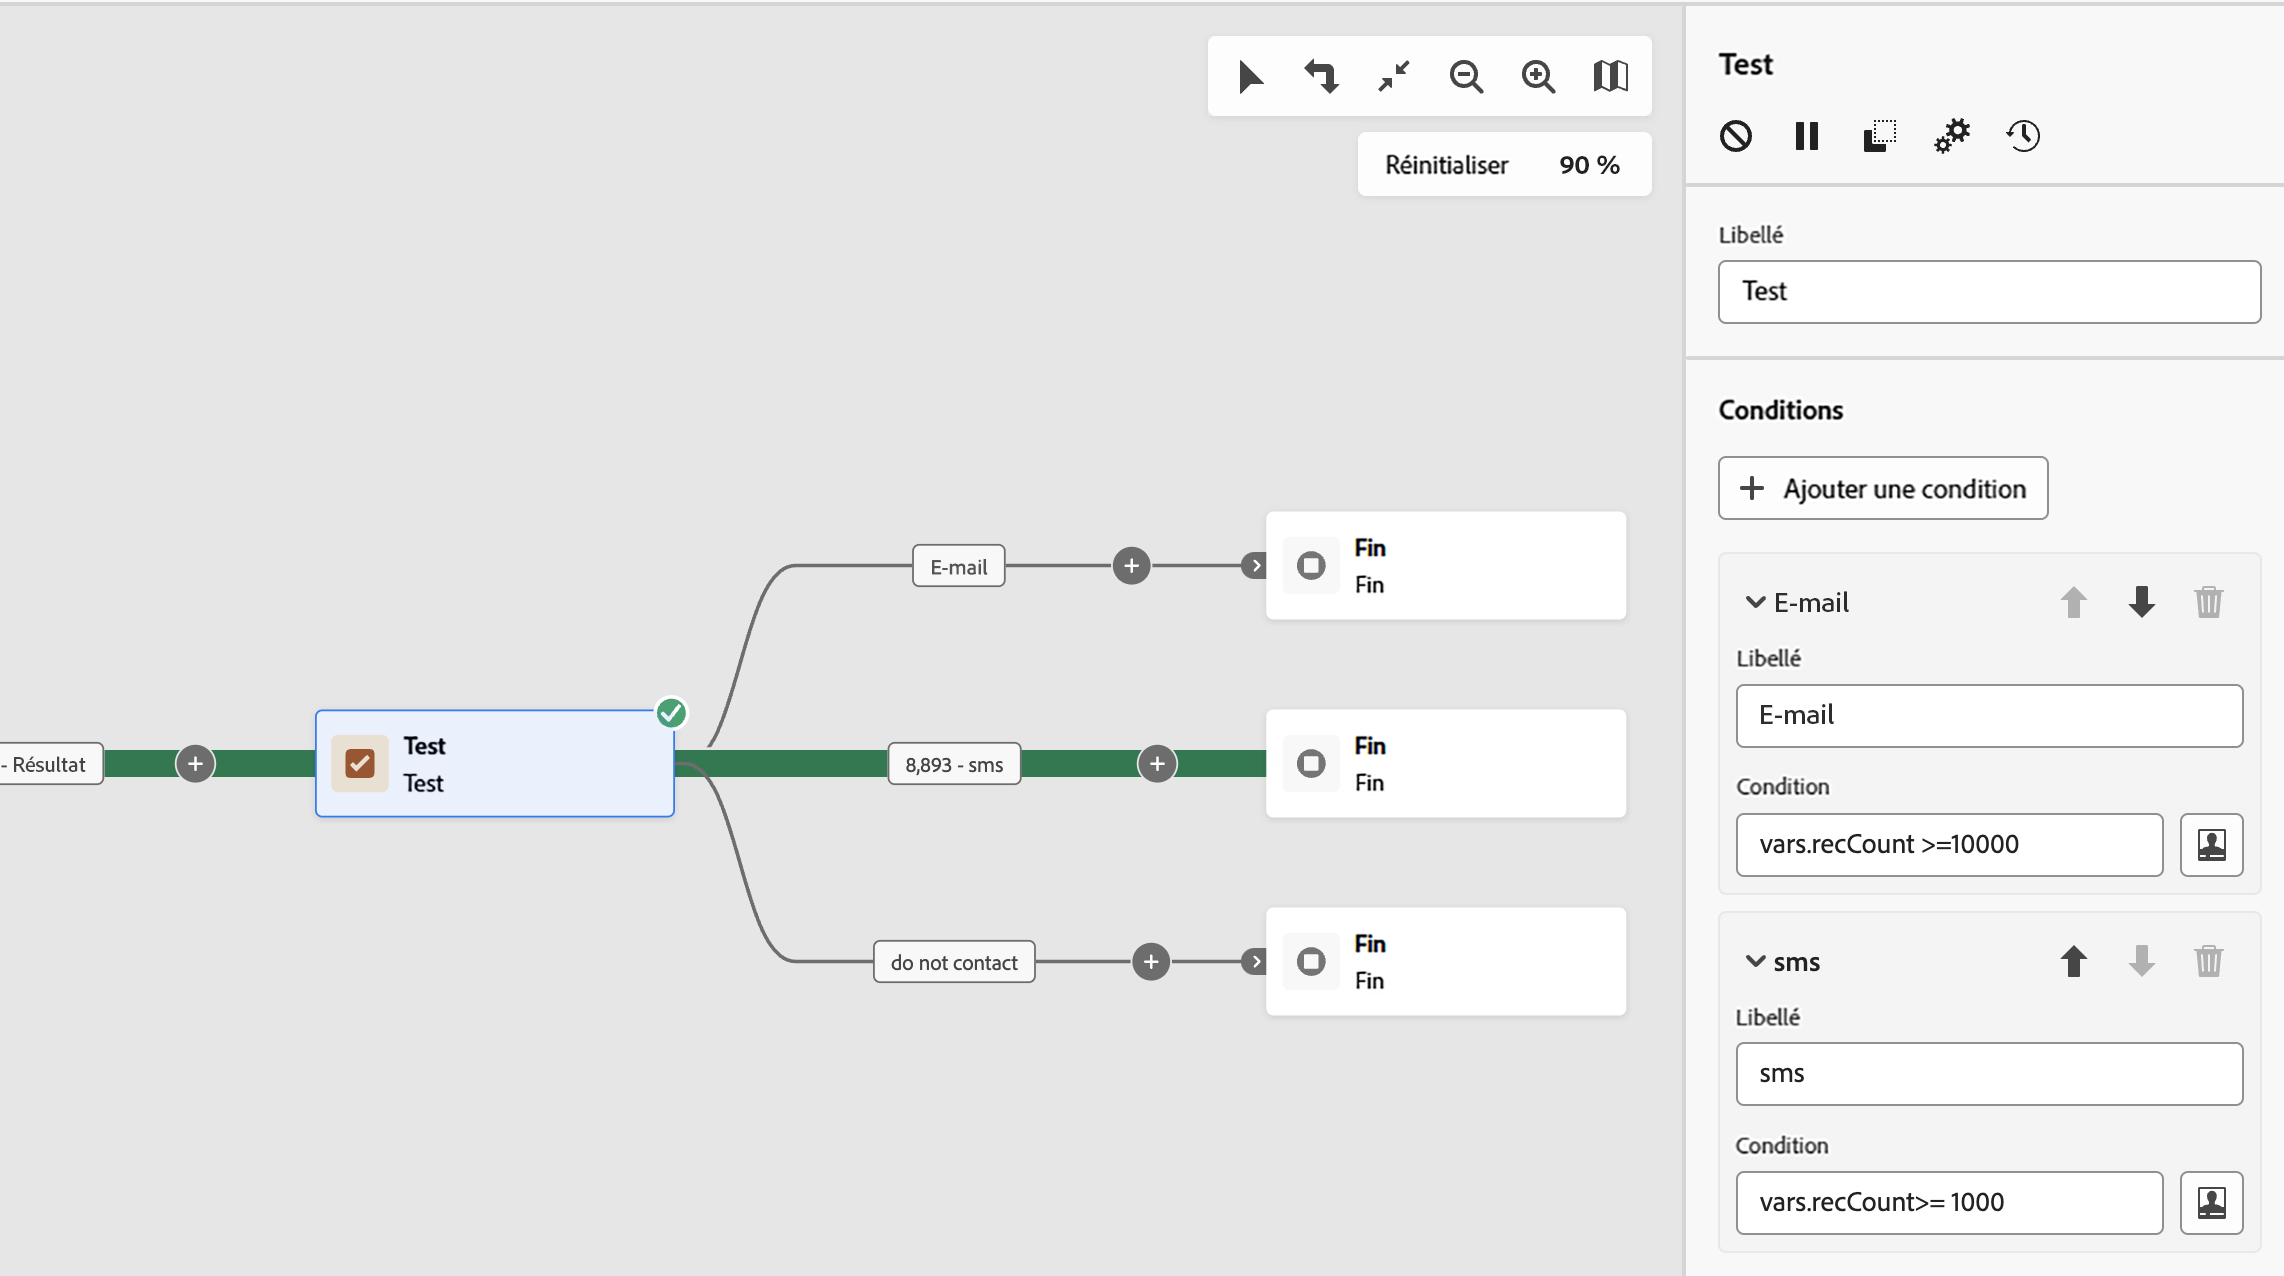 Réinitialiser 90 %
- Résultat
Test
Test
E-mail
8,893 - sms
do not contact
Fin
Fin
Fin
Fin
Fin
Fin
Test
Libellé
Test
Conditions
Ajouter une condition
E-mail
Libellé
E-mail
Condition
vars.recCount >=10000
sms
Libellé
sms
Condition
vars.recCount>= 1000